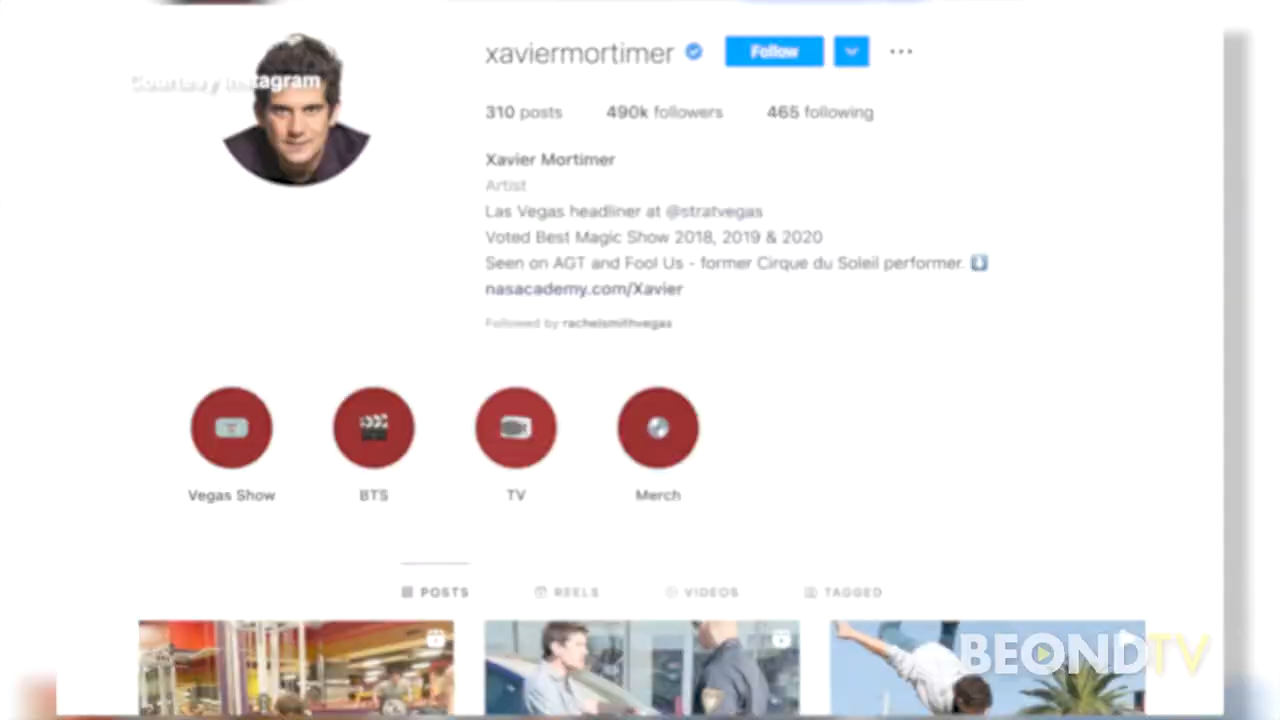 xaviermortimer Follow
Courtesy Instagram
310 posts 490k followers 465 following
Xavier Mortimer
Artist
Las Vegas headliner at @stratvegas
Voted Best Magic Show 2018, 2019 & 2020
Seen on AGT and Fool Us - former Cirque du Soleil performer.
nasacademy.com/Xavier
Followed by rachelsmithvegas
Vegas Show BTS TV Merch
POSTS REELS VIDEOS TAGGED
BEONDTV